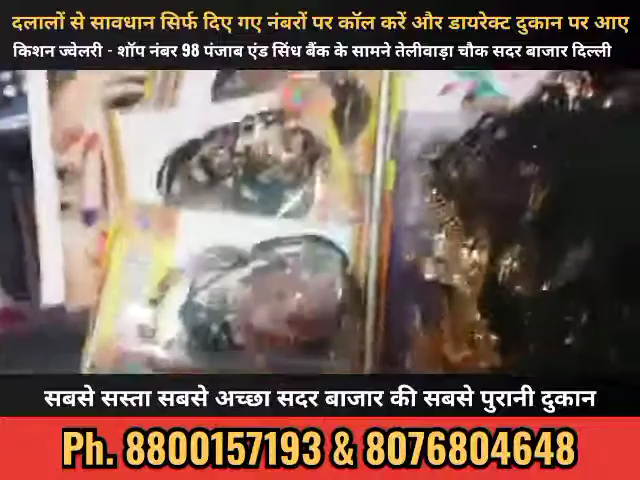 दलालों से सावधान सिर्फ दिए गए नंबरों पर कॉल करें और डायरेक्ट दुकान पर आए
किशन ज्वेलरी - शॉप नंबर 98 पंजाब एंड सिंध बैंक के सामने तेलीवाड़ा चौक सदर बाजार दिल्ली
सबसे सस्ता सबसे अच्छा सदर बाजार की सबसे पुरानी दुकान
Ph. 8800157193 & 8076804648